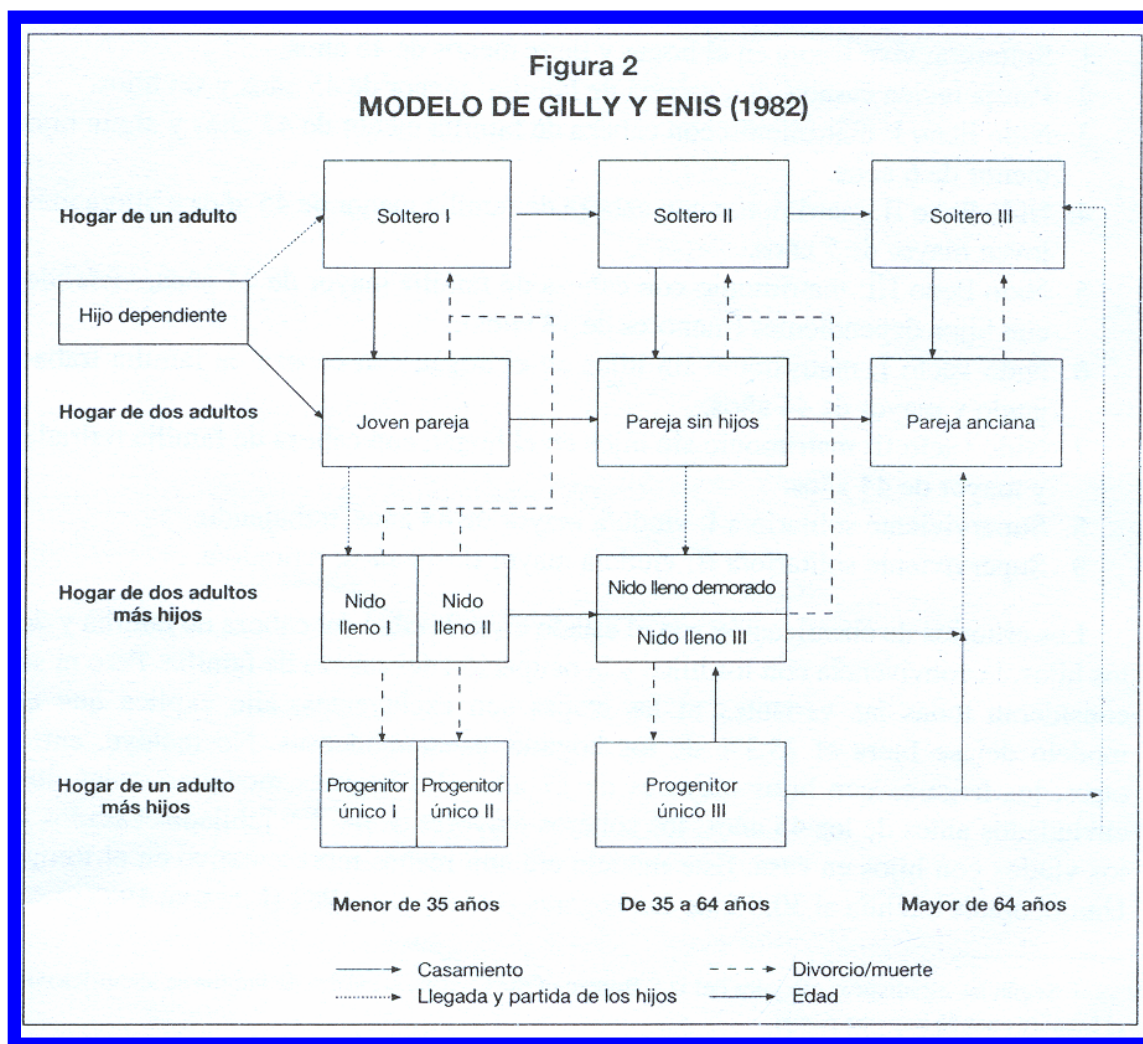 Figura 2
MODELO DE GILLY Y ENIS (1982)
Hogar de un adulto
Soltero I
Soltero II
Soltero III
Hijo dependiente
Hogar de dos adultos
Joven pareja
Pareja sin hijos
Pareja anciana
Hogar de dos adultos
más hijos
Nido
lleno I
Nido
lleno II
Nido lleno demorado
Nido lleno III
Hogar de un adulto
más hijos
Progenitor
único I
Progenitor
único II
Progenitor
único III
Menor de 35 años
De 35 a 64 años
Mayor de 64 años
Casamiento
Divorcio/muerte
Llegada y partida de los hijos
Edad